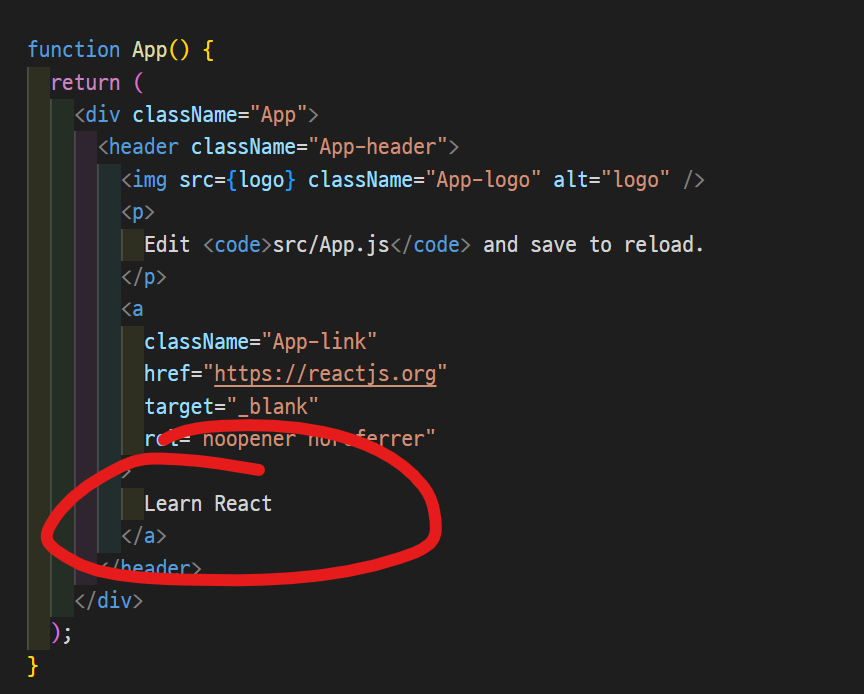 function App() {
return (
<div className="App">
<header className="App-header">
<img src={logo} className="App-logo" alt="logo" />
<p>
Edit <code>src/App.js</code> and save to reload.
</p>
<a
className="App-link"
href="https://reactjs.org"
target="_blank"
rel="noopener noreferrer"
>
Learn React
</a>
</header>
</div>
);
}